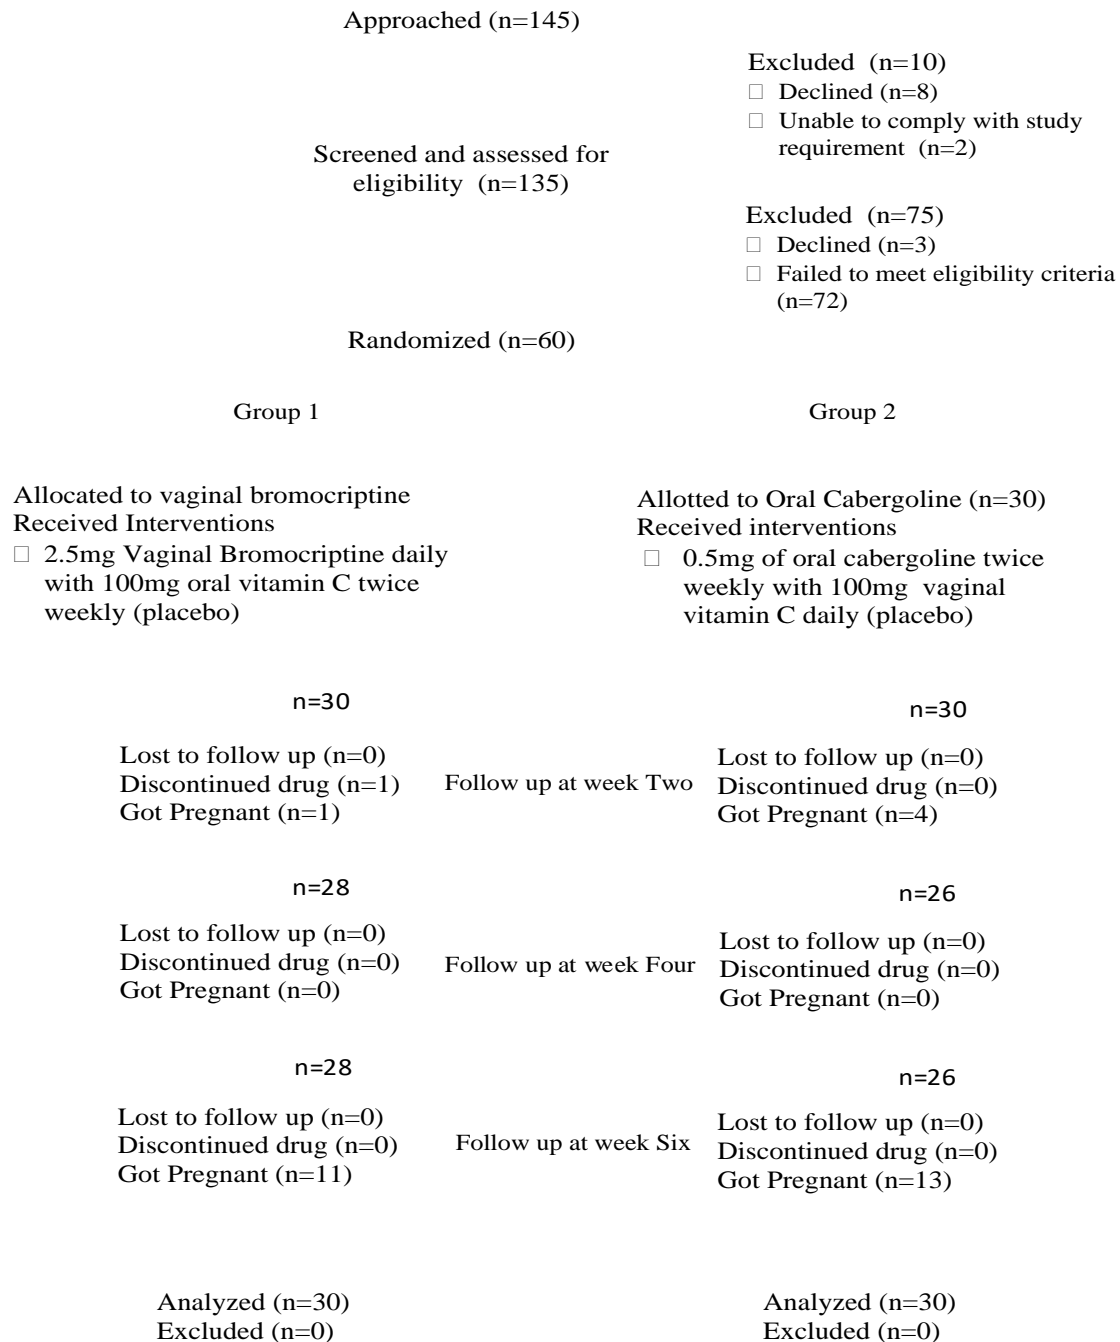 Approached (n=145)
Excluded (n=10)
□ Declined (n=8)
□ Unable to comply with study
requirement (n=2)
Screened and assessed for
eligibility (n=135)
Excluded (n=75)
□ Declined (n=3)
□ Failed to meet eligibility criteria
(n=72)
Randomized (n=60)
Group 1
Group 2
Allocated to vaginal bromocriptine
Received Interventions
□ 2.5mg Vaginal Bromocriptine daily
with 100mg oral vitamin C twice
weekly (placebo)
Allotted to Oral Cabergoline (n=30)
Received interventions
□ 0.5mg of oral cabergoline twice
weekly with 100mg vaginal
vitamin C daily (placebo)
n=30
n=30
Lost to follow up (n=0)
Discontinued drug (n=1)
Got Pregnant (n=1)
Follow up at week Two
Lost to follow up (n=0)
Discontinued drug (n=0)
Got Pregnant (n=4)
n=28
n=26
Lost to follow up (n=0)
Discontinued drug (n=0)
Got Pregnant (n=0)
Follow up at week Four
Lost to follow up (n=0)
Discontinued drug (n=0)
Got Pregnant (n=0)
n=28
n=26
Lost to follow up (n=0)
Discontinued drug (n=0)
Got Pregnant (n=11)
Follow up at week Six
Lost to follow up (n=0)
Discontinued drug (n=0)
Got Pregnant (n=13)
Analyzed (n=30)
Excluded (n=0)
Analyzed (n=30)
Excluded (n=0)